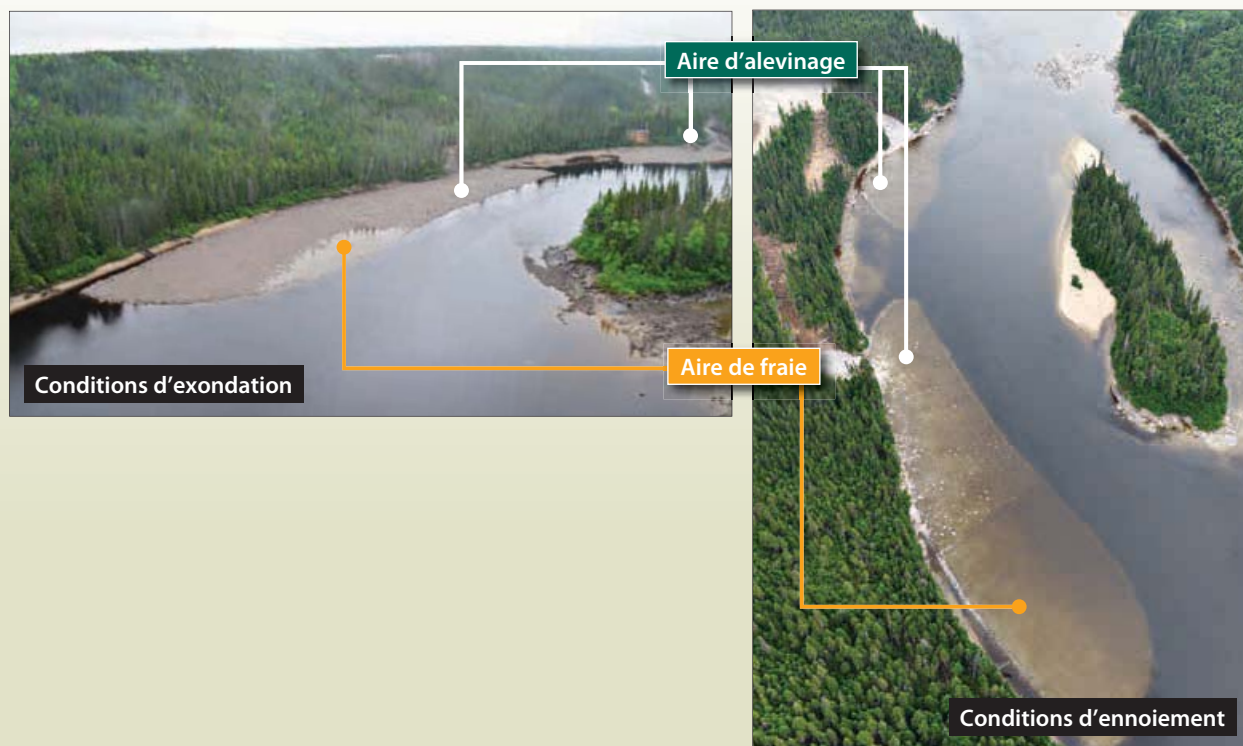 Aire d'alevinage
Aire de fraie
Conditions d'exondation
Conditions d'ennoiement